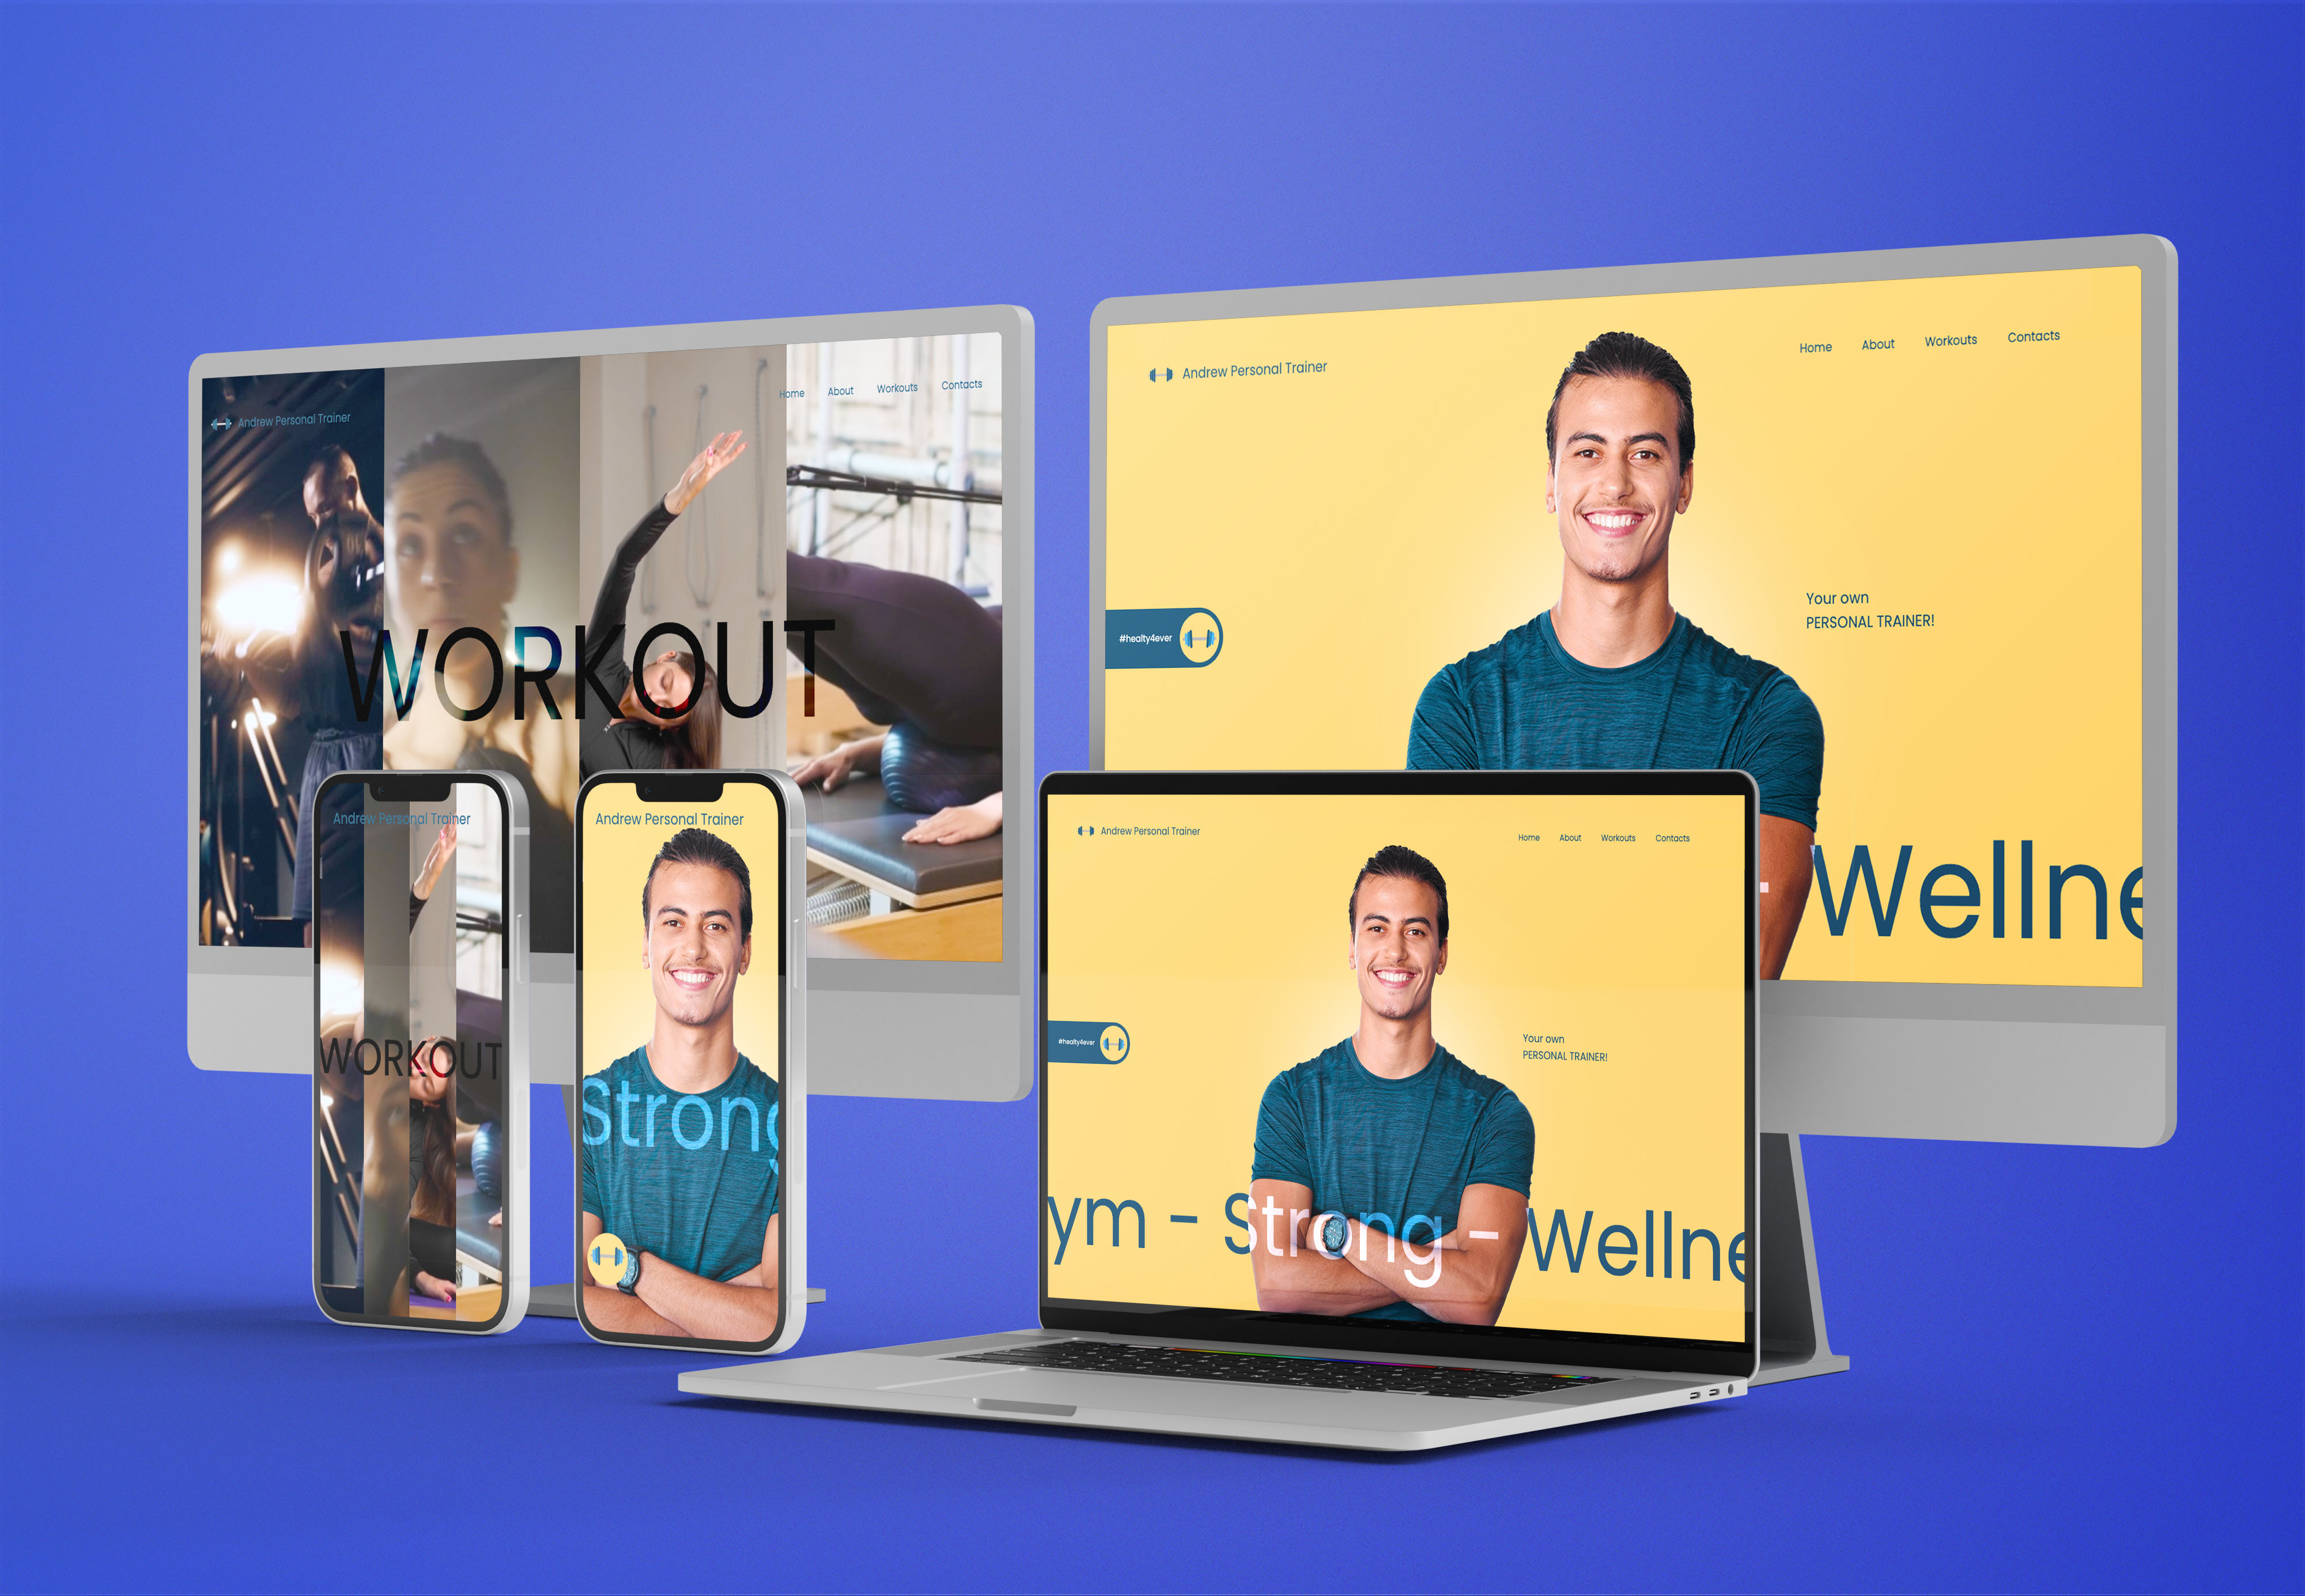 Andrew Personal Trainer
Home About Workouts Contacts
WORKOUT
Andrew Personal Trainer
Home About Workouts Contacts
#healty4ever
Your own
PERSONAL TRAINER!
- Wellne
Andrew Personal Trainer
WORKOUT
Andrew Personal Trainer
Strong
Andrew Personal Trainer
Home About Workouts Contacts
#healty4ever
Your own
PERSONAL TRAINER!
ym - Strong - Wellne